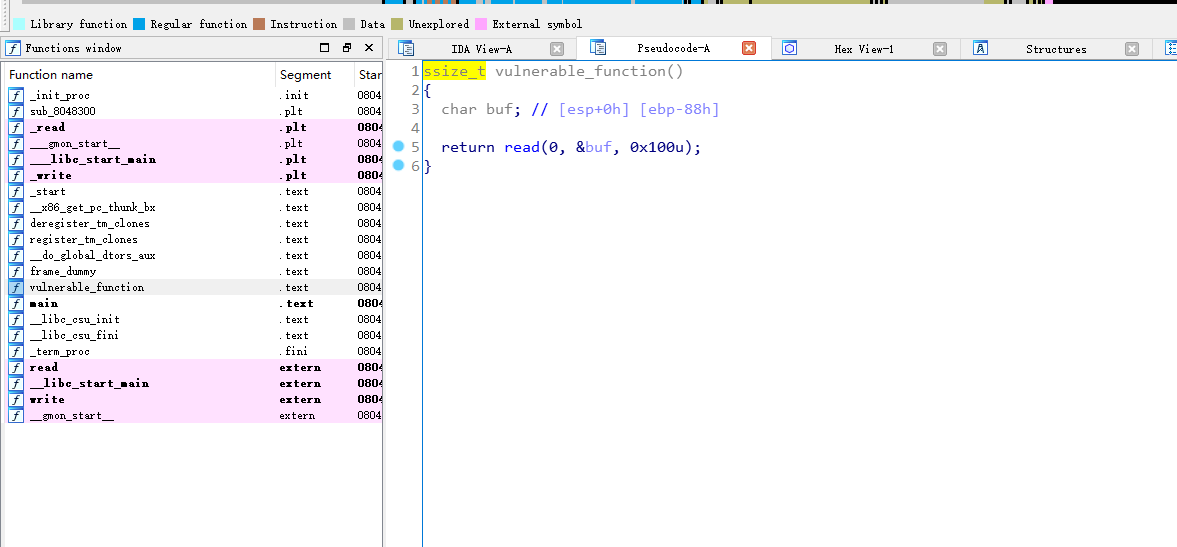 Library function Regular function Instruction Data Unexplored External symbol
Functions window
Function name Segment Star
_init_proc .init 0804
sub_8048300 .plt 0804
_read .plt 0804
___gmon_start__ .plt 0804
___libc_start_main .plt 0804
_write .plt 0804
_start .text 0804
__x86_get_pc_thunk_bx .text 0804
deregister_tm_clones .text 0804
register_tm_clones .text 0804
__do_global_dtors_aux .text 0804
frame_dummy .text 0804
vulnerable_function .text 0804
main .text 0804
__libc_csu_init .text 0804
__libc_csu_fini .text 0804
_term_proc .fini 0804
read extern 0804
__libc_start_main extern 0804
write extern 0804
__gmon_start__ extern 0804
IDA View-A Pseudocode-A Hex View-1 Structures
1 ssize_t vulnerable_function()
2 {
3 char buf; // [esp+0h] [ebp-88h]
4
5 return read(0, &buf, 0x100u);
6 }